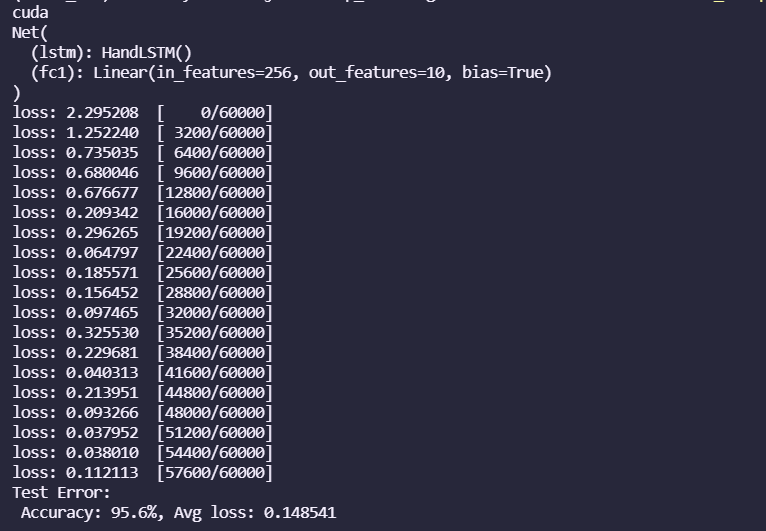 cuda
Net(
  (lstm): HandLSTM()
  (fc1): Linear(in_features=256, out_features=10, bias=True)
)
loss: 2.295208  [    0/60000]
loss: 1.252240  [ 3200/60000]
loss: 0.735035  [ 6400/60000]
loss: 0.680046  [ 9600/60000]
loss: 0.676677  [12800/60000]
loss: 0.209342  [16000/60000]
loss: 0.296265  [19200/60000]
loss: 0.064797  [22400/60000]
loss: 0.185571  [25600/60000]
loss: 0.156452  [28800/60000]
loss: 0.097465  [32000/60000]
loss: 0.325530  [35200/60000]
loss: 0.229681  [38400/60000]
loss: 0.040313  [41600/60000]
loss: 0.213951  [44800/60000]
loss: 0.093266  [48000/60000]
loss: 0.037952  [51200/60000]
loss: 0.038010  [54400/60000]
loss: 0.112113  [57600/60000]
Test Error:
 Accuracy: 95.6%, Avg loss: 0.148541